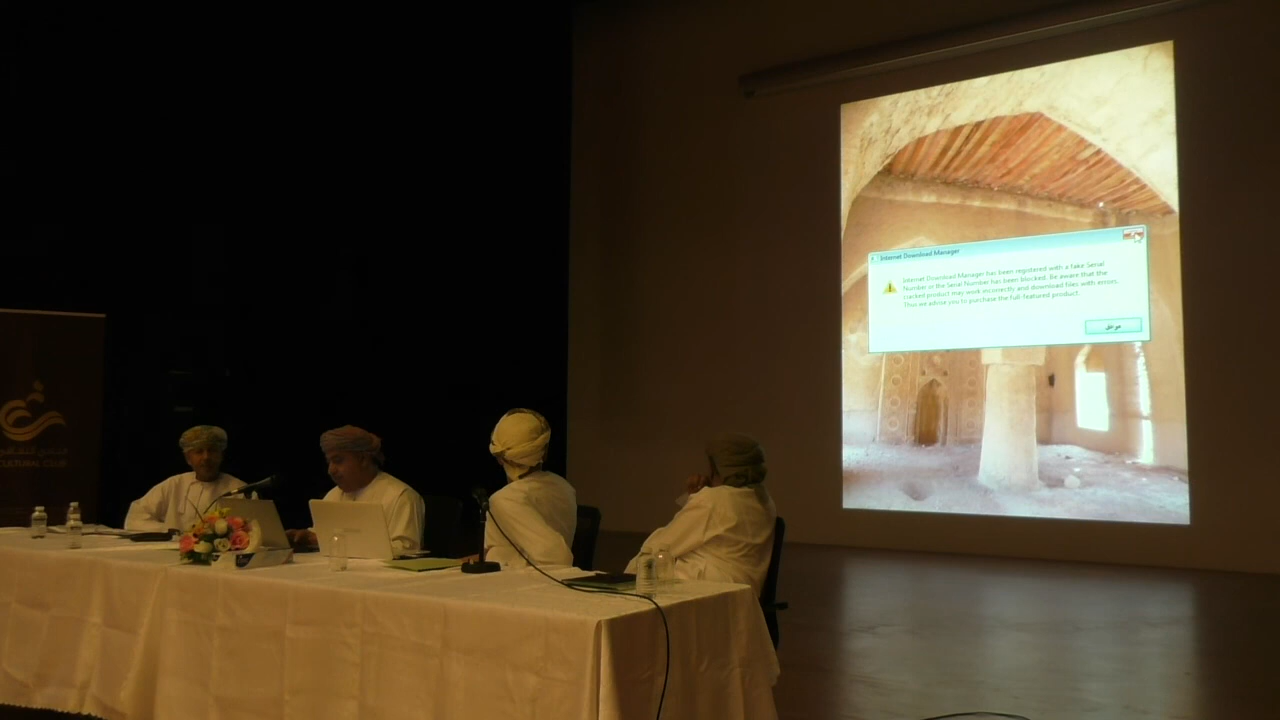 Internet Download Manager
Internet Download Manager has been registered with a fake Serial
Number or the Serial Number has been blocked. Be aware that the
cracked product may work incorrectly and download files with errors.
Thus we advise you to purchase the full-featured product.
موافق
CULTURAL CLUB